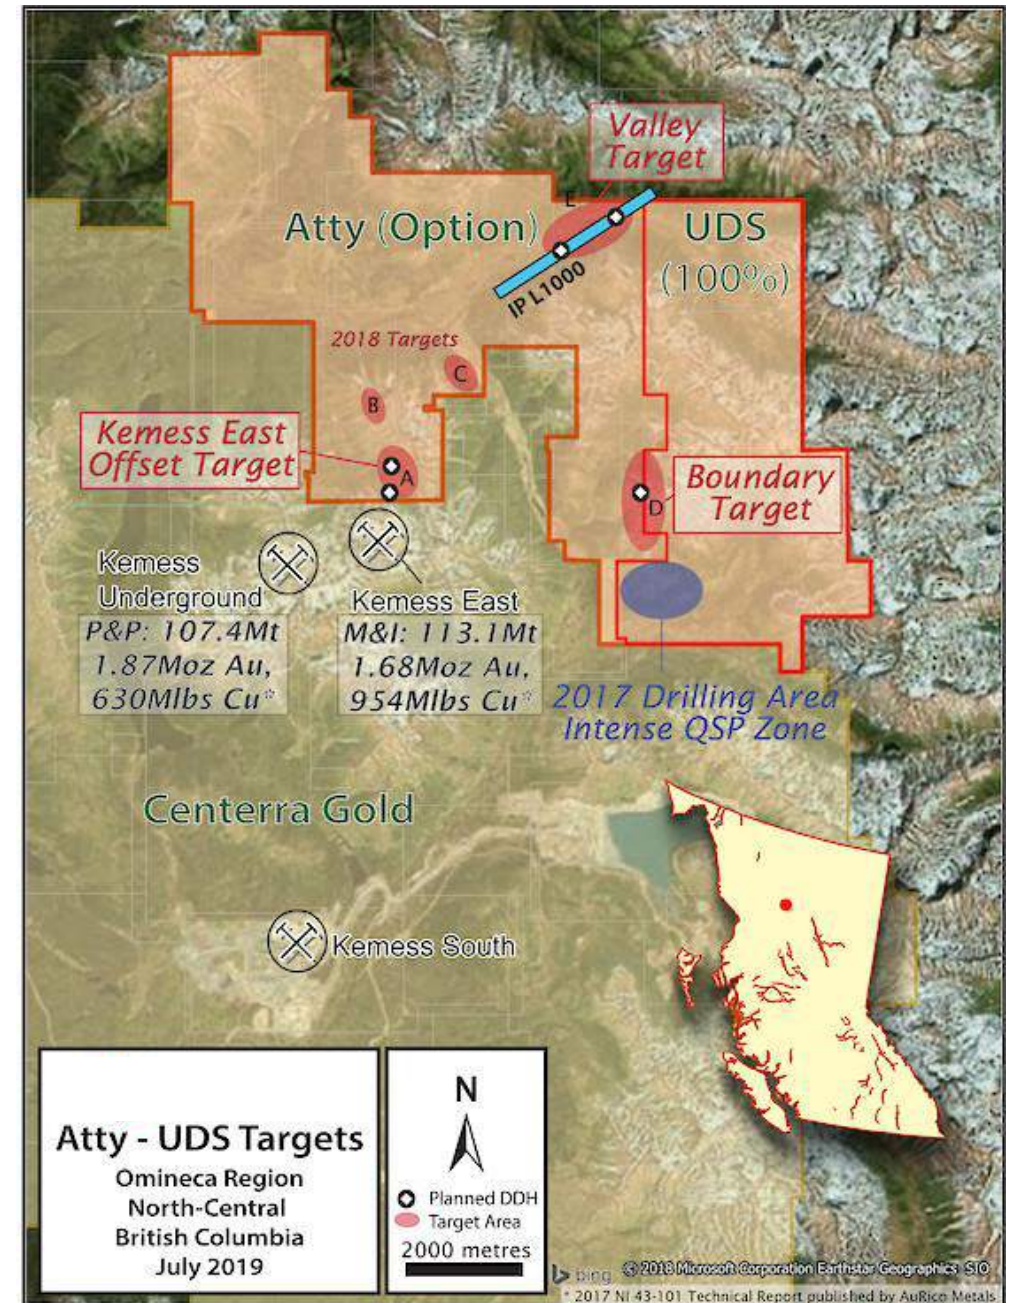 Valley
Target
E
Atty (Option)
UDS
(100%)
IP L1000
2018 Targets
C
B
Kemess East
Offset Target
A
Boundary
Target
D
Kemess
Underground
P&P: 107.4Mt
1.87Moz Au,
630Mlbs Cu*
Kemess East
M&I: 113.1Mt
1.68Moz Au,
954Mlbs Cu*
2017 Drilling Area
Intense QSP Zone
Centerra Gold
Kemess South
Atty - UDS Targets
Omineca Region
North-Central
British Columbia
July 2019
N
Planned DDH
Target Area
2000 metres
bing © 2018 Microsoft Corporation Earthstar Geographics SIO
* 2017 NI 43-101 Technical Report published by AuRico Metals